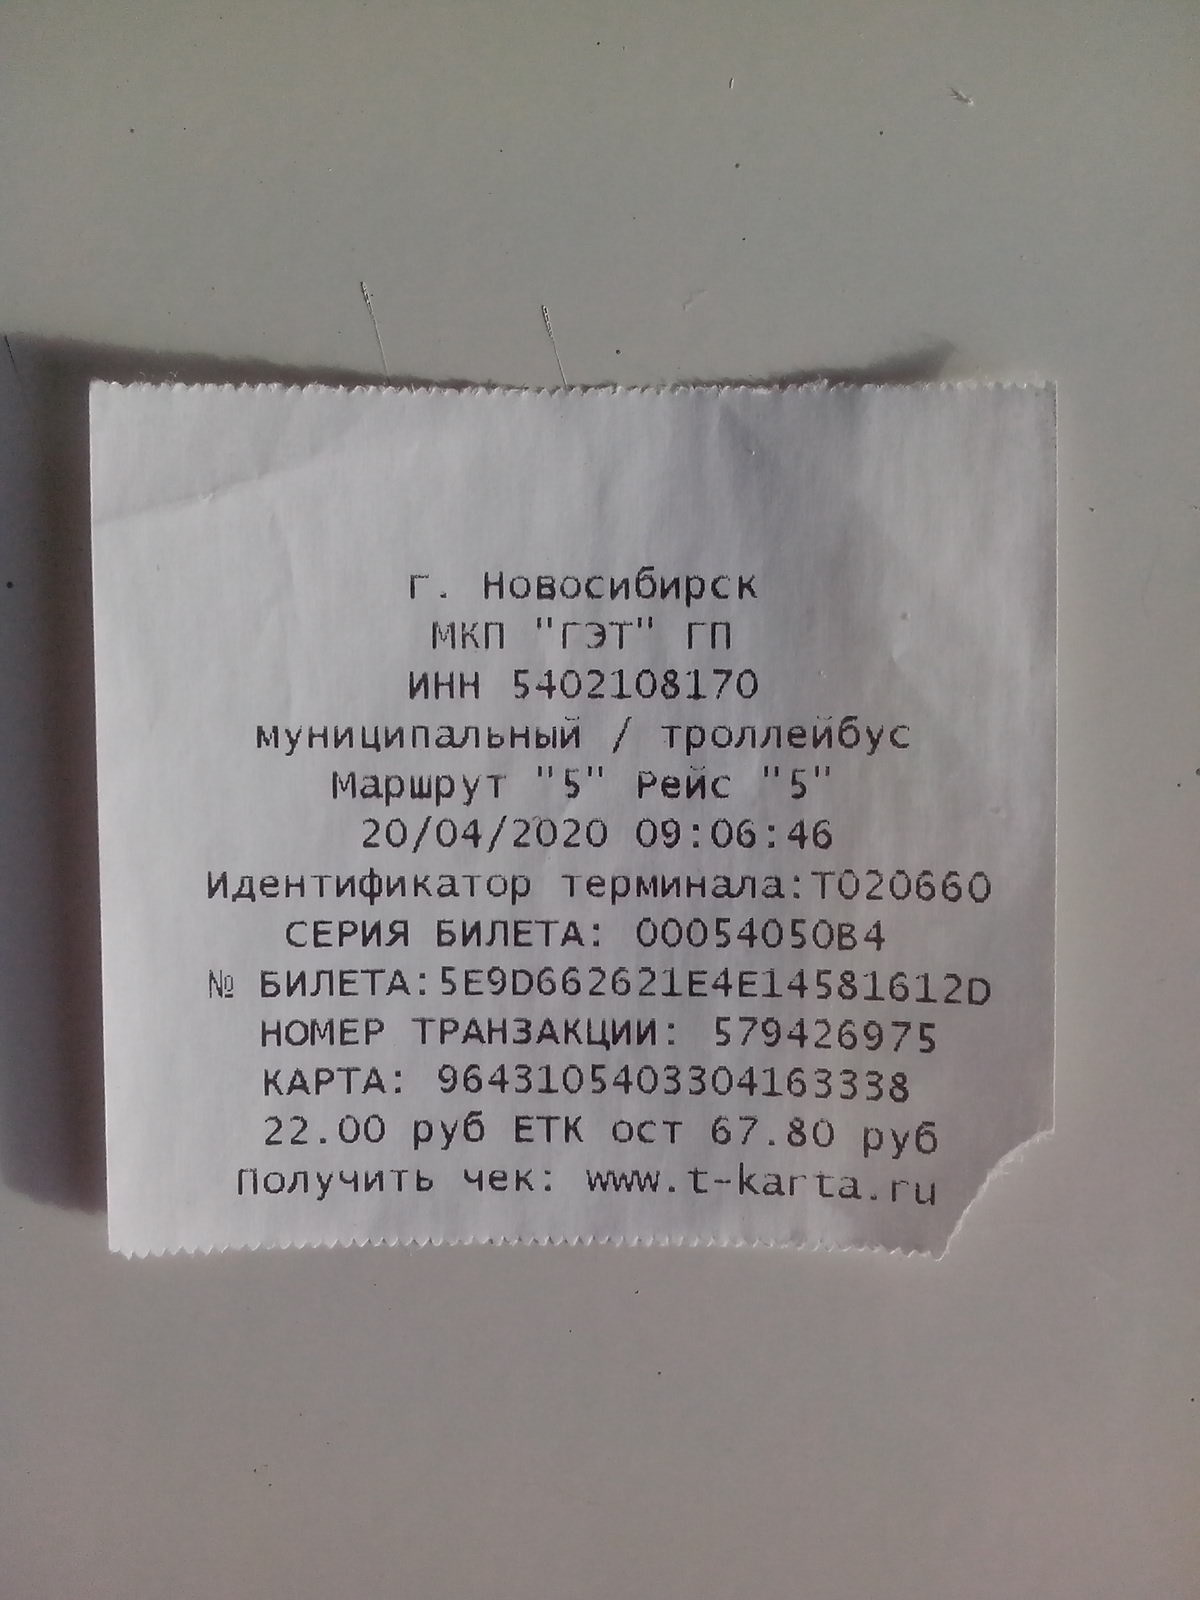 г. Новосибирск
МКП "ГЭТ" ГП
ИНН 5402108170
муниципальный / троллейбус
Маршрут "5" Рейс "5"
20/04/2020 09:06:46
Идентификатор терминала:T020660
СЕРИЯ БИЛЕТА: 00054050B4
№ БИЛЕТА:5E9D662621E4E14581612D
НОМЕР ТРАНЗАКЦИИ: 579426975
КАРТА: 9643105403304163338
22.00 руб ЕТК ост 67.80 руб
Получить чек: www.t-karta.ru